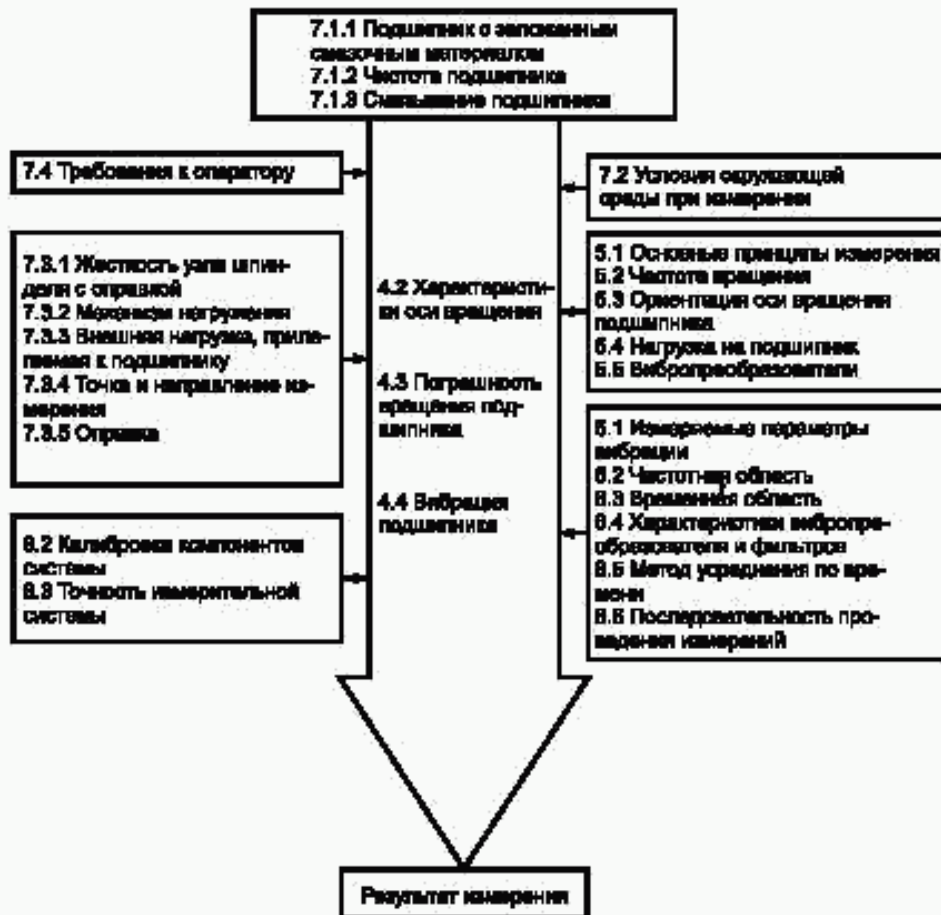 7.1.1 Подшипник с заложенным
смазочным материалом
7.1.2 Чистота подшипника
7.1.3 Смазывание подшипника
7.4 Требования к оператору
7.2 Условия окружающей
среды при измерении
7.3.1 Жесткость узла шпин-
деля с оправкой
7.3.2 Механизм нагружения
7.3.3 Внешная нагрузка, прила-
гаемая к подшипнику
7.3.4 Точка и направление из-
мерения
7.3.5 Оправка
4.2 Характеристи-
ки оси вращения
4.3 Погрешность
вращения под-
шипника
4.4 Вибрация
подшипника
5.1 Основные принципы измерения
5.2 Частота вращения
5.3 Ориентация оси вращения
подшипника
5.4 Нагрузка на подшипник
5.5 Вибропреобразователи
6.1 Измеряемые параметры
вибрации
6.2 Частотная область
6.3 Временная область
6.4 Характеристики вибропре-
образователя и фильтров
6.5 Метод усреднения по вре-
мени
6.6 Последовательность про-
ведения измерений
8.2 Калибровка компонентов
системы
8.3 Точность измерительной
системы
Результат измерения